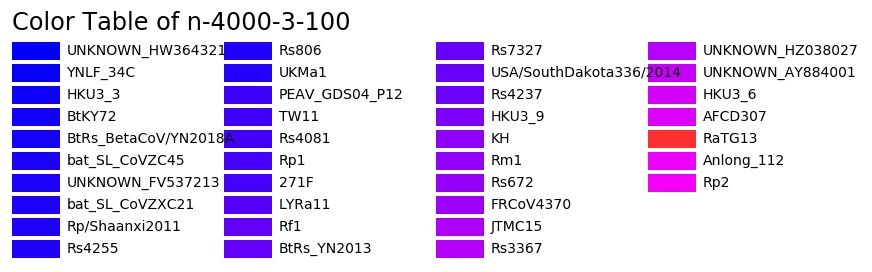 Color Table of n-4000-3-100
UNKNOWN_HW364321
YNLF_34C
HKU3_3
BtKY72
BtRs_BetaCoV/YN2018A
bat_SL_CoVZC45
UNKNOWN_FV537213
bat_SL_CoVZXC21
Rp/Shaanxi2011
Rs4255
Rs806
UKMa1
PEAV_GDS04_P12
TW11
Rs4081
Rp1
271F
LYRa11
Rf1
BtRs_YN2013
Rs7327
USA/SouthDakota336/2014
Rs4237
HKU3_9
KH
Rm1
Rs672
FRCoV4370
JTMC15
Rs3367
UNKNOWN_HZ038027
UNKNOWN_AY884001
HKU3_6
AFCD307
RaTG13
Anlong_112
Rp2